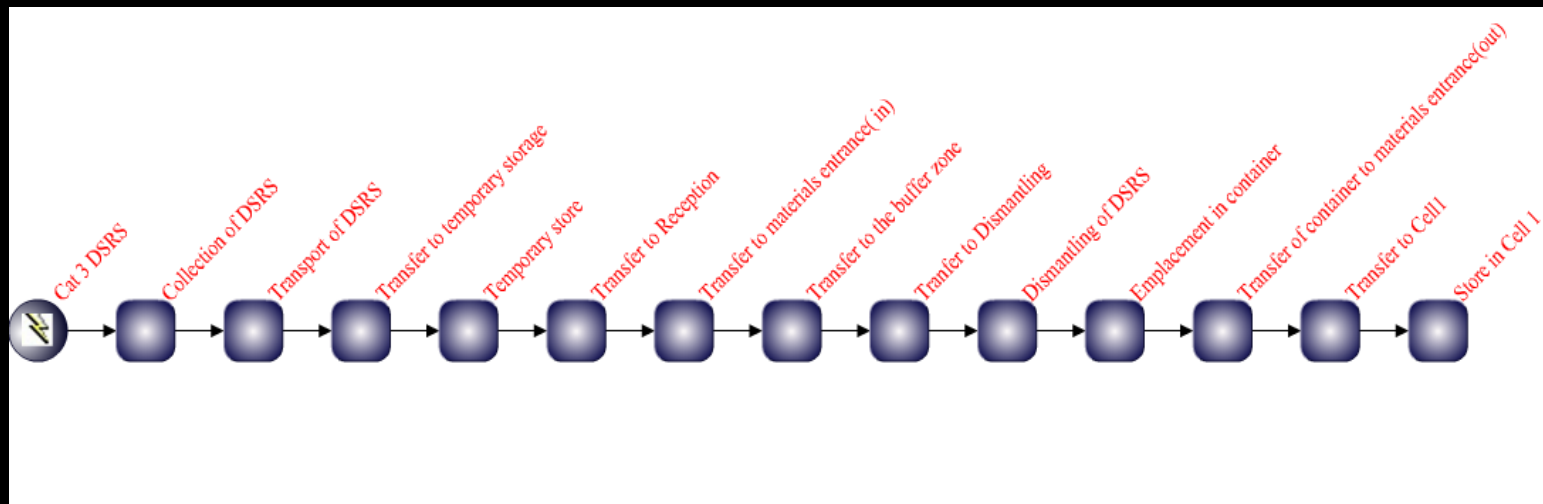 Cat 3 DSRS
Collection of DSRS
Transport of DSRS
Transfer to temporary storage
Temporary store
Transfer to Reception
Transfer to materials entrance( in)
Transfer to the buffer zone
Tranfer to Dismantling
Dismantling of DSRS
Emplacement in container
Transfer of container to materials entrance(out)
Transfer to Cell1
Store in Cell 1